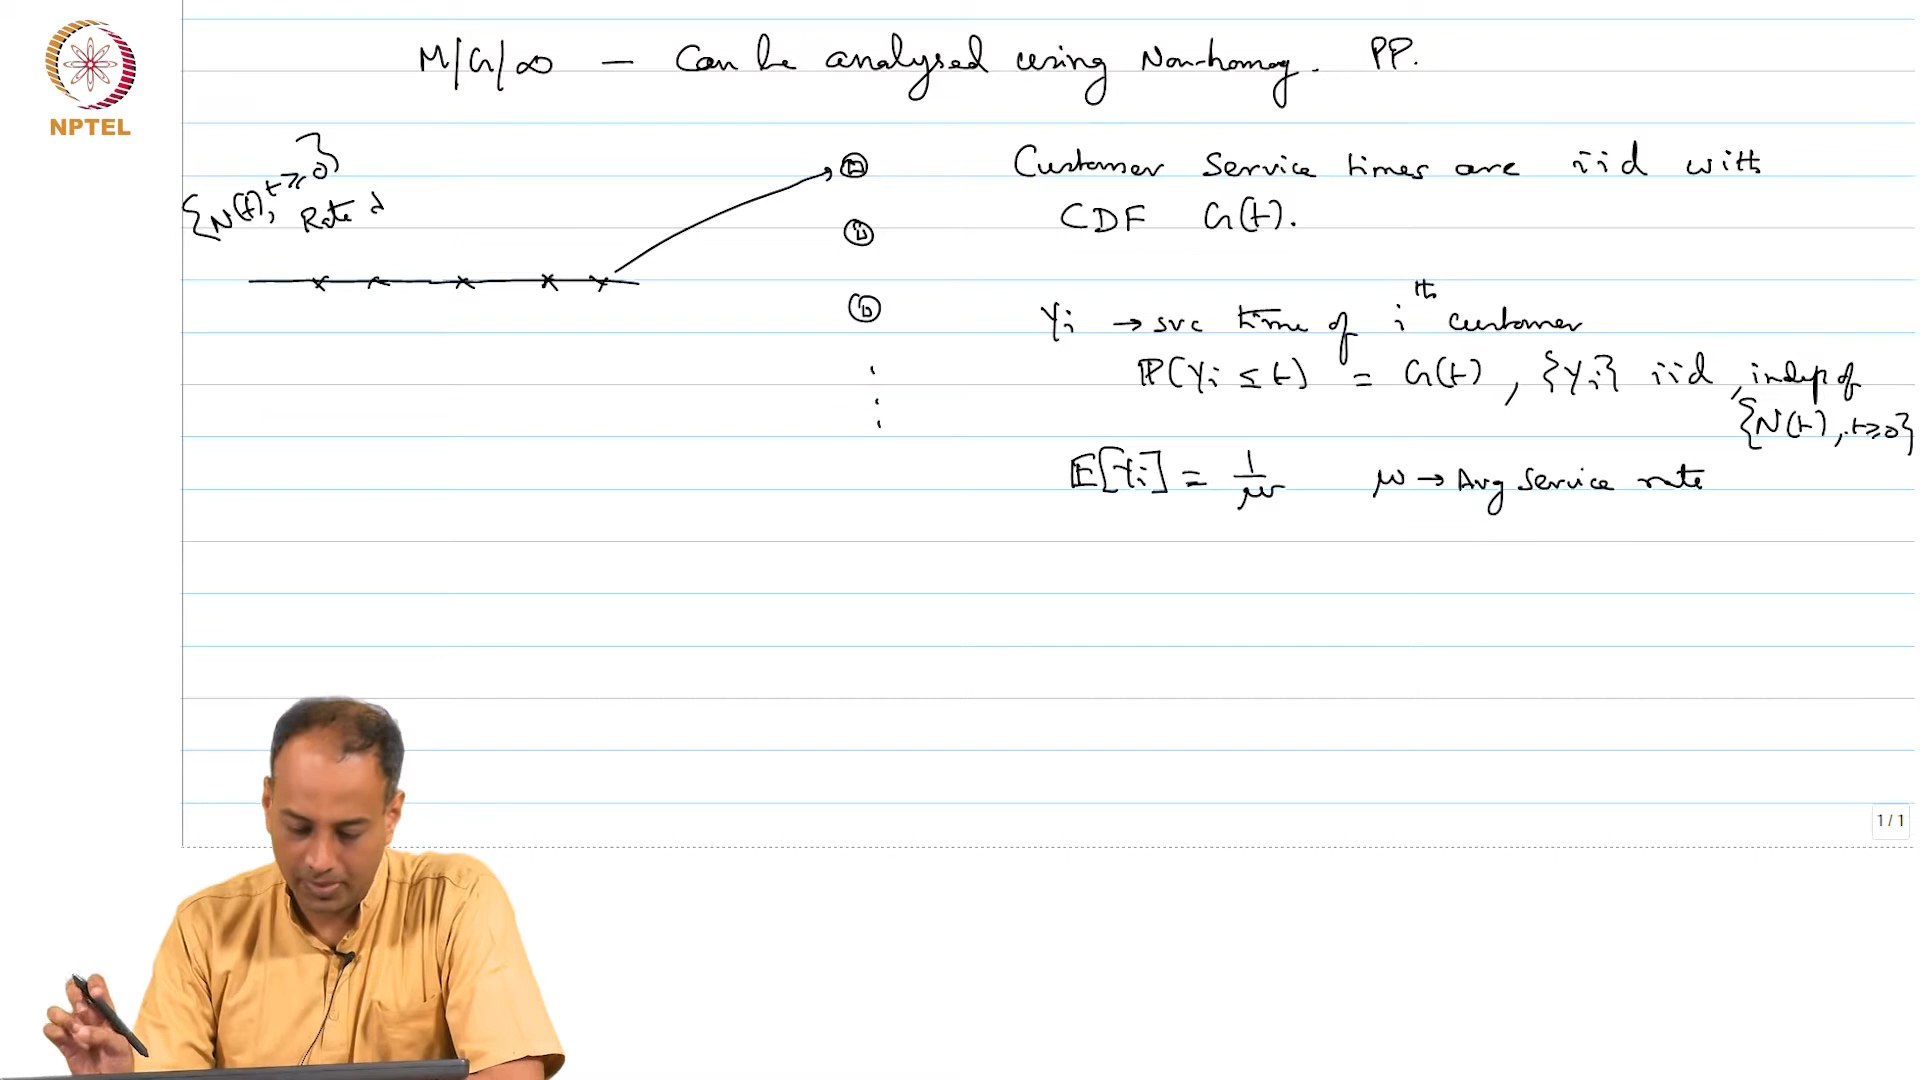 NPTEL
M/G/∞ — Can be analysed using Non-homog. PP.
{N(t), t≥0}
Rate λ
Customer Service times are iid with
CDF G(t).
Yi → svc time of i th customer
ℙ(Yi ≤ t) = G(t), {Yi} iid, indep of
{N(t), t≥0}
𝔼[Yi] = 1/μ μ → Avg service rate
1 / 1